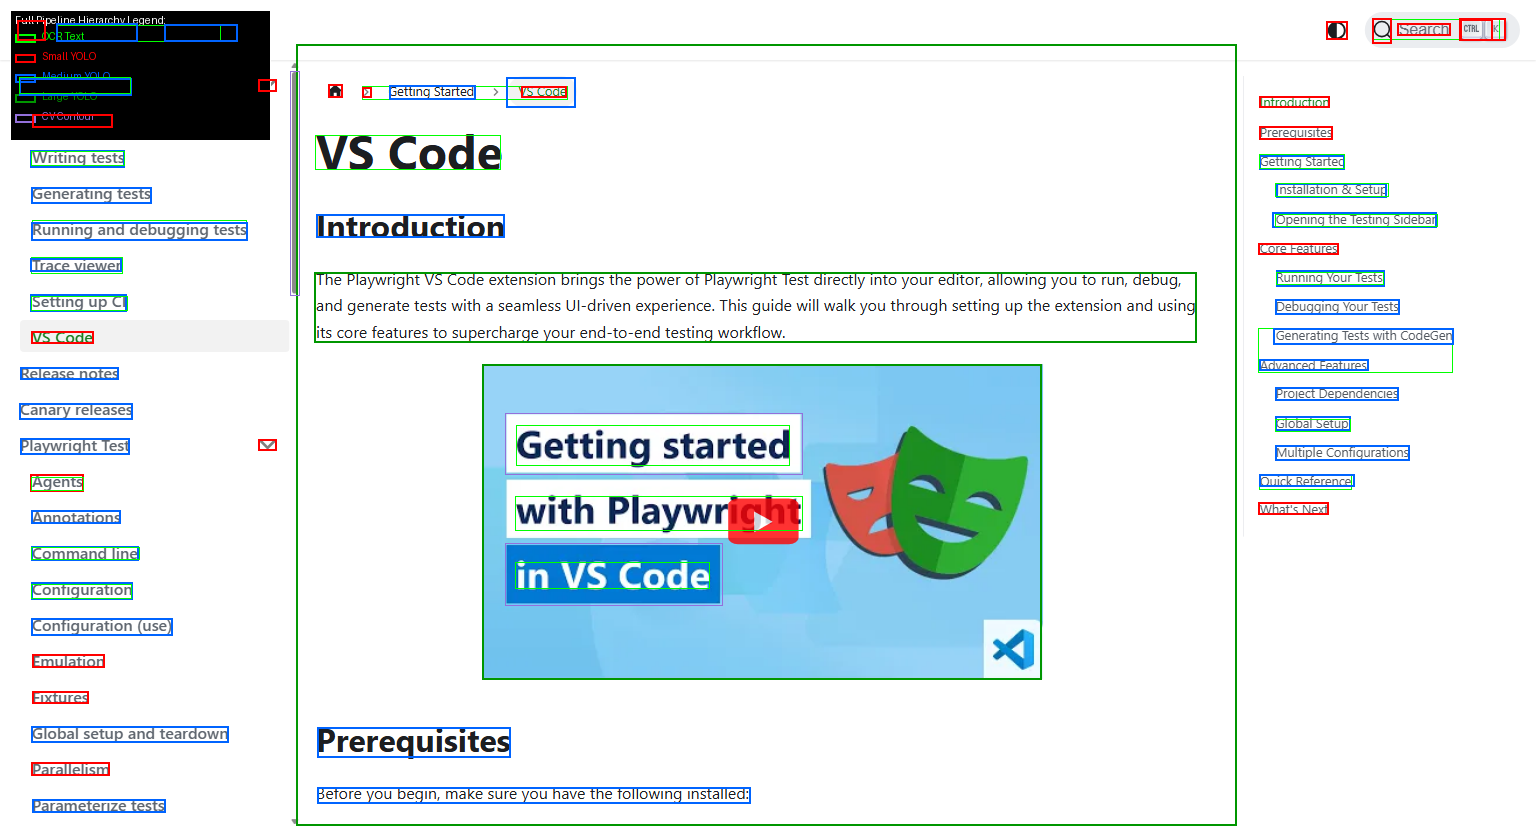 Full Pipeline Hierarchy Legend:
OCR Text
Small YOLO
Medium YOLO
Large YOLO
CV Contour
Search
CTRL K
Writing tests
Generating tests
Running and debugging tests
Trace viewer
Setting up CI
VS Code
Release notes
Canary releases
Playwright Test
Agents
Annotations
Command line
Configuration
Configuration (use)
Emulation
Fixtures
Global setup and teardown
Parallelism
Parameterize tests
Getting Started
VS Code
VS Code
Introduction
The Playwright VS Code extension brings the power of Playwright Test directly into your editor, allowing you to run, debug,
and generate tests with a seamless UI-driven experience. This guide will walk you through setting up the extension and using
its core features to supercharge your end-to-end testing workflow.
Getting started
with Playwright
in VS Code
Prerequisites
Before you begin, make sure you have the following installed:
Introduction
Prerequisites
Getting Started
Installation & Setup
Opening the Testing Sidebar
Core Features
Running Your Tests
Debugging Your Tests
Generating Tests with CodeGen
Advanced Features
Project Dependencies
Global Setup
Multiple Configurations
Quick Reference
What's Next